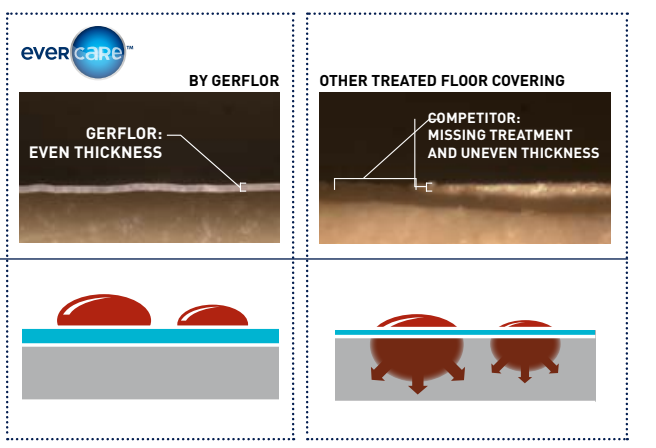 evercare™
BY GERFLOR
OTHER TREATED FLOOR COVERING
GERFLOR:
EVEN THICKNESS
COMPETITOR:
MISSING TREATMENT
AND UNEVEN THICKNESS